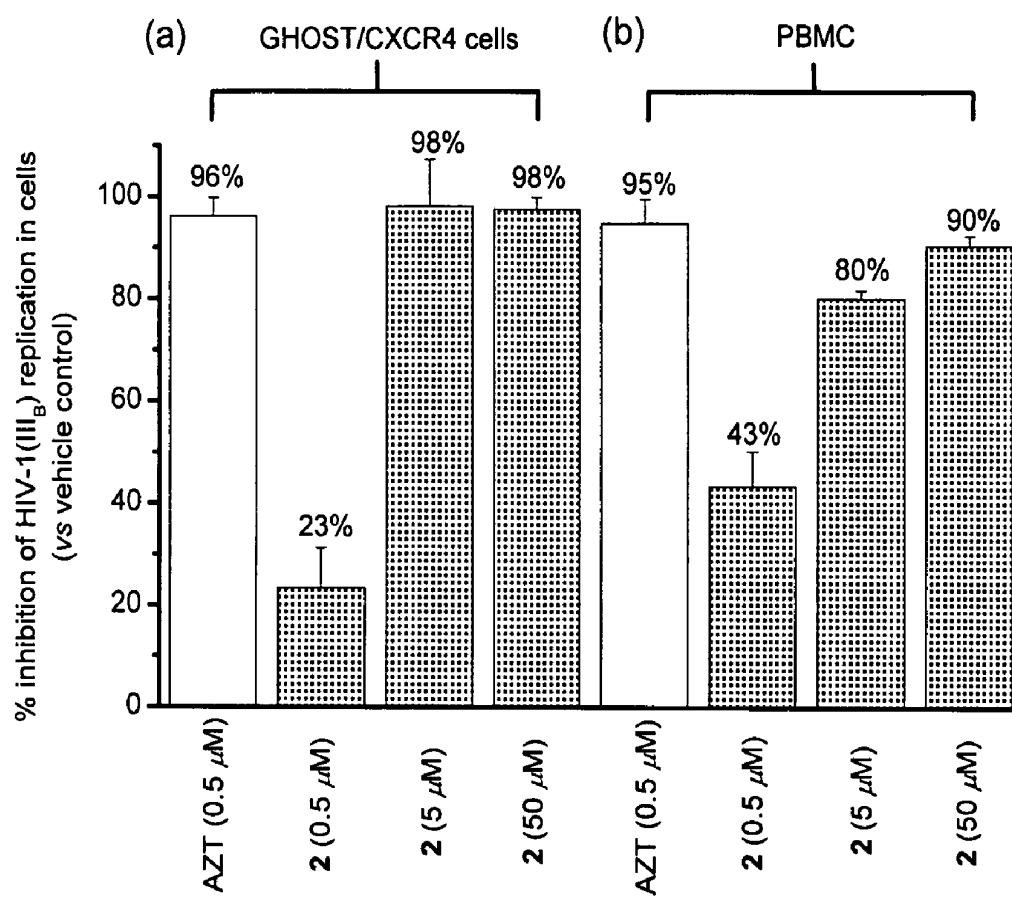 (a)
GHOST/CXCR4 cells
(b)
PBMC
% inhibition of HIV-1(III_B) replication in cells
(vs vehicle control)
100
80
60
40
20
0
96%
23%
98%
98%
95%
43%
80%
90%
AZT (0.5 μM)
2 (0.5 μM)
2 (5 μM)
2 (50 μM)
AZT (0.5 μM)
2 (0.5 μM)
2 (5 μM)
2 (50 μM)